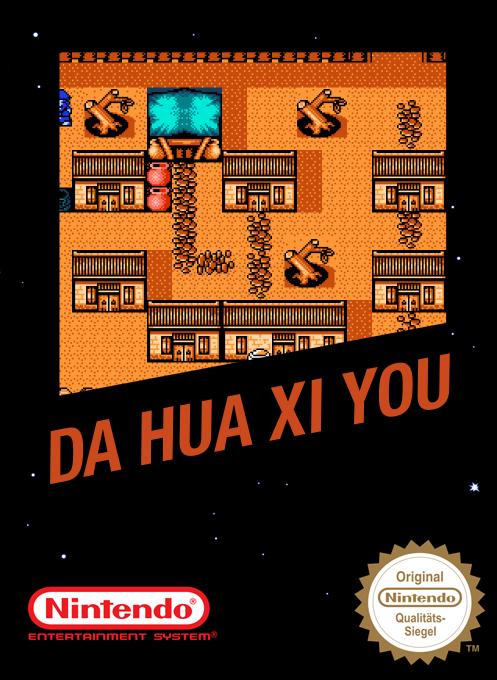 DA HUA XI YOU
Nintendo®
ENTERTAINMENT SYSTEM®
Original
Nintendo
Qualitäts-
Siegel
TM